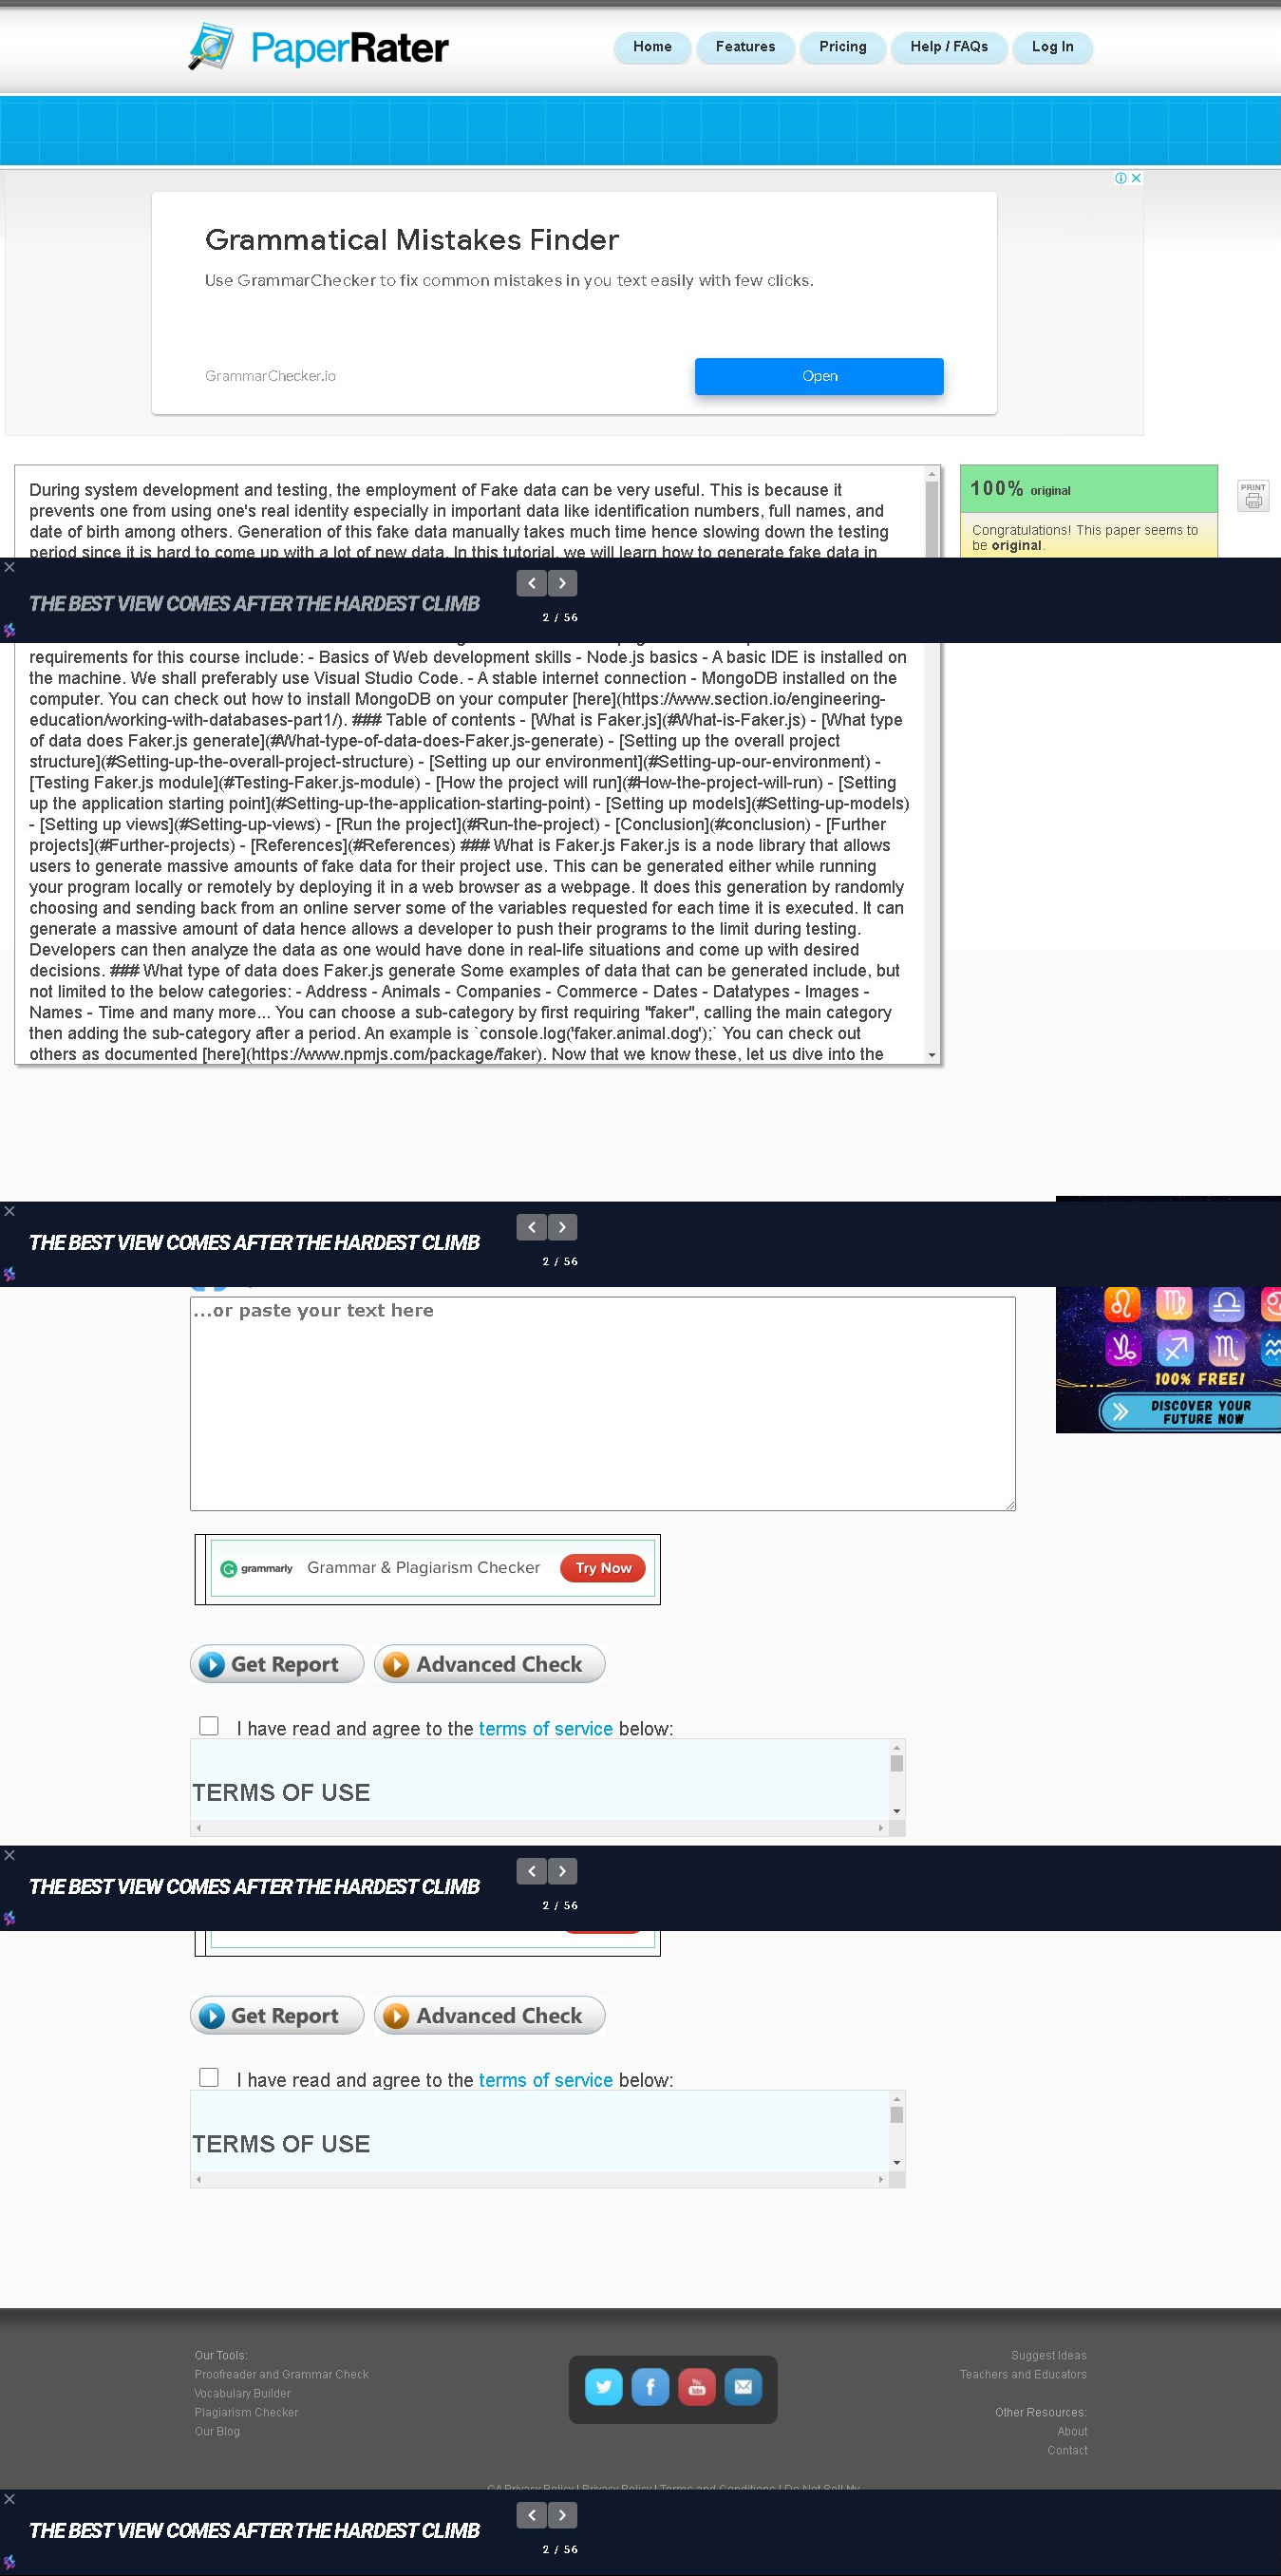 PaperRater
Home
Features
Pricing
Help / FAQs
Log In
Grammatical Mistakes Finder
Use GrammarChecker to fix common mistakes in you text easily with few clicks.
GrammarChecker.io
Open
During system development and testing, the employment of Fake data can be very useful. This is because it
prevents one from using one's real identity especially in important data like identification numbers, full names, and
date of birth among others. Generation of this fake data manually takes much time hence slowing down the testing
period since it is hard to come up with a lot of new data. In this tutorial, we will learn how to generate fake data in
100% original
PRINT
Congratulations! This paper seems to
be original.
THE BEST VIEW COMES AFTER THE HARDEST CLIMB
2 / 56
requirements for this course include: - Basics of Web development skills - Node.js basics - A basic IDE is installed on
the machine. We shall preferably use Visual Studio Code. - A stable internet connection - MongoDB installed on the
computer. You can check out how to install MongoDB on your computer [here](https://www.section.io/engineering-
education/working-with-databases-part1/). ### Table of contents - [What is Faker.js](#What-is-Faker.js) - [What type
of data does Faker.js generate](#What-type-of-data-does-Faker.js-generate) - [Setting up the overall project
structure](#Setting-up-the-overall-project-structure) - [Setting up our environment](#Setting-up-our-environment) -
[Testing Faker.js module](#Testing-Faker.js-module) - [How the project will run](#How-the-project-will-run) - [Setting
up the application starting point](#Setting-up-the-application-starting-point) - [Setting up models](#Setting-up-models)
- [Setting up views](#Setting-up-views) - [Run the project](#Run-the-project) - [Conclusion](#conclusion) - [Further
projects](#Further-projects) - [References](#References) ### What is Faker.js Faker.js is a node library that allows
users to generate massive amounts of fake data for their project use. This can be generated either while running
your program locally or remotely by deploying it in a web browser as a webpage. It does this generation by randomly
choosing and sending back from an online server some of the variables requested for each time it is executed. It can
generate a massive amount of data hence allows a developer to push their programs to the limit during testing.
Developers can then analyze the data as one would have done in real-life situations and come up with desired
decisions. ### What type of data does Faker.js generate Some examples of data that can be generated include, but
not limited to the below categories: - Address - Animals - Companies - Commerce - Dates - Datatypes - Images -
Names - Time and many more... You can choose a sub-category by first requiring "faker", calling the main category
then adding the sub-category after a period. An example is `console.log('faker.animal.dog');` You can check out
others as documented [here](https://www.npmjs.com/package/faker). Now that we know these, let us dive into the
THE BEST VIEW COMES AFTER THE HARDEST CLIMB
2 / 56
...or paste your text here
100% FREE!
DISCOVER YOUR
FUTURE NOW
grammarly Grammar & Plagiarism Checker Try Now
Get Report
Advanced Check
I have read and agree to the terms of service below:
TERMS OF USE
THE BEST VIEW COMES AFTER THE HARDEST CLIMB
2 / 56
Get Report
Advanced Check
I have read and agree to the terms of service below:
TERMS OF USE
Our Tools:
Proofreader and Grammar Check
Vocabulary Builder
Plagiarism Checker
Our Blog
You Tube
Suggest Ideas
Teachers and Educators
Other Resources:
About
Contact
CA Privacy Policy | Privacy Policy | Terms and Conditions | Do Not Sell My
THE BEST VIEW COMES AFTER THE HARDEST CLIMB
2 / 56